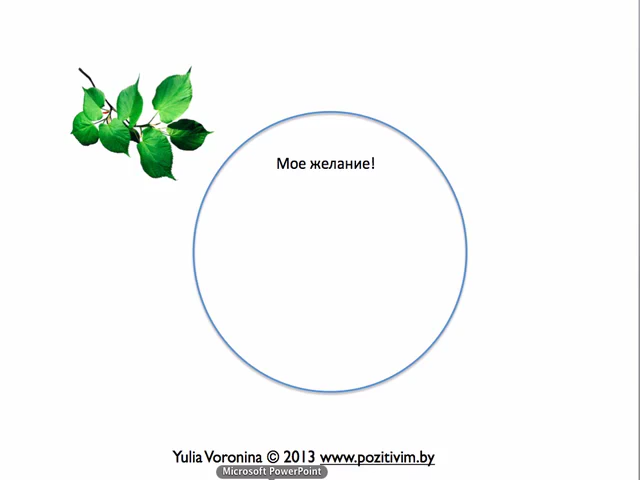 Мое желание!
Yulia Voronina © 2013 www.pozitivim.by
Microsoft PowerPoint